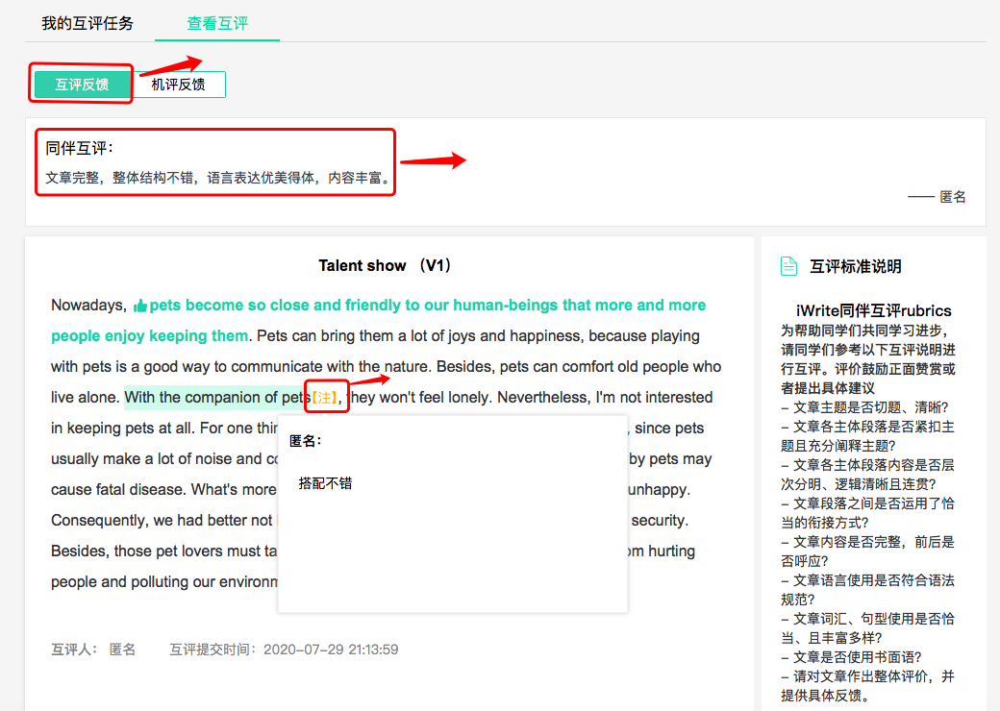 我的互评任务 查看互评
互评反馈 机评反馈
同伴互评：
文章完整，整体结构不错，语言表达优美得体，内容丰富。
—— 匿名
Talent show （V1）
Nowadays, pets become so close and friendly to our human-beings that more and more
people enjoy keeping them. Pets can bring them a lot of joys and happiness, because playing
with pets is a good way to communicate with the nature. Besides, pets can comfort old people who
live alone. With the companion of pets【注】, they won't feel lonely. Nevertheless, I'm not interested
in keeping pets at all. For one thin , since pets
usually make a lot of noise and co by pets may
cause fatal disease. What's more unhappy.
Consequently, we had better not security.
Besides, those pet lovers must ta om hurting
people and polluting our environm
匿名：
搭配不错
互评人： 匿名 互评提交时间：2020-07-29 21:13:59
互评标准说明
iWrite同伴互评rubrics
为帮助同学们共同学习进步，
请同学们参考以下互评说明进
行互评。评价鼓励正面赞赏或
者提出具体建议
– 文章主题是否切题、清晰？
– 文章各主体段落是否紧扣主
题且充分阐释主题？
– 文章各主体段落内容是否层
次分明、逻辑清晰且连贯？
– 文章段落之间是否运用了恰
当的衔接方式？
– 文章内容是否完整，前后是
否呼应？
– 文章语言使用是否符合语法
规范？
– 文章词汇、句型使用是否恰
当、且丰富多样？
– 文章是否使用书面语？
– 请对文章作出整体评价，并
提供具体反馈。